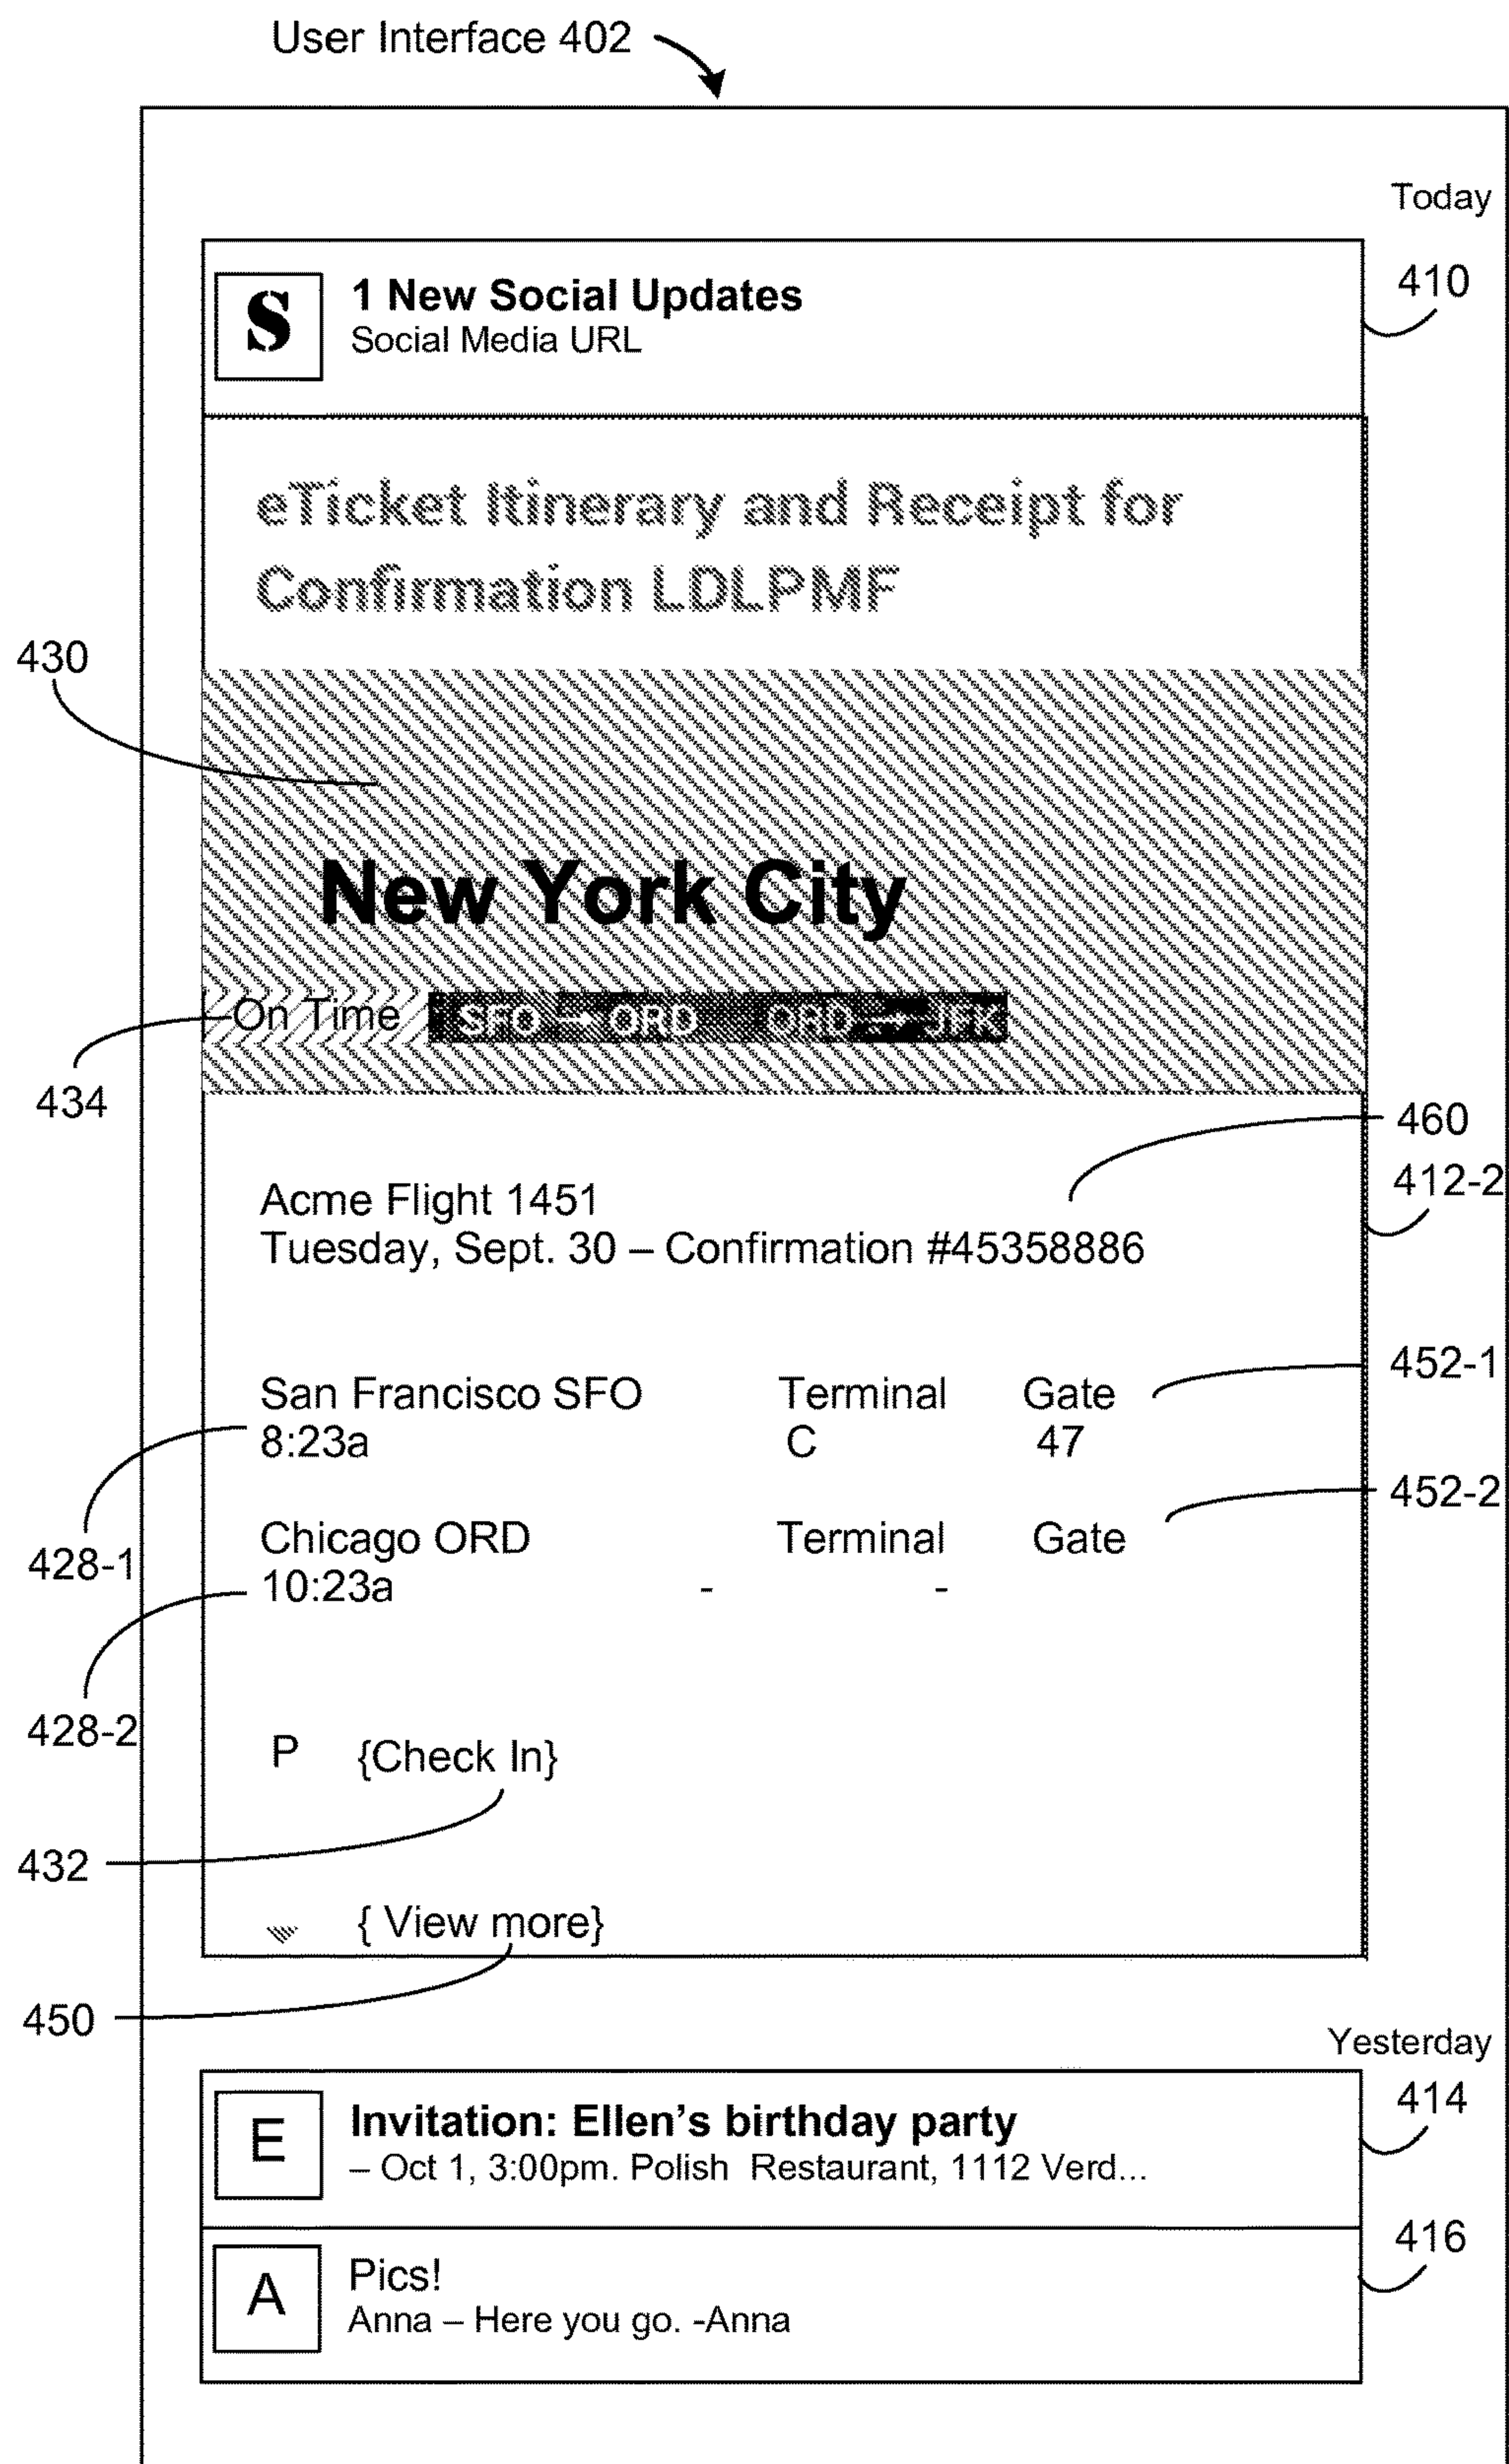 User Interface 402
Today
410
S
1 New Social Updates
Social Media URL
eTicket Itinerary and Receipt for
Confirmation LDLPMF
430
New York City
On Time SFO → ORD ORD → JFK
434
460
412-2
Acme Flight 1451
Tuesday, Sept. 30 – Confirmation #45358886
452-1
San Francisco SFO Terminal Gate
8:23a C 47
452-2
428-1
Chicago ORD Terminal Gate
10:23a - -
428-2
P {Check In}
432
{ View more}
450
Yesterday
414
E
Invitation: Ellen's birthday party
– Oct 1, 3:00pm. Polish Restaurant, 1112 Verd...
416
A
Pics!
Anna – Here you go. -Anna